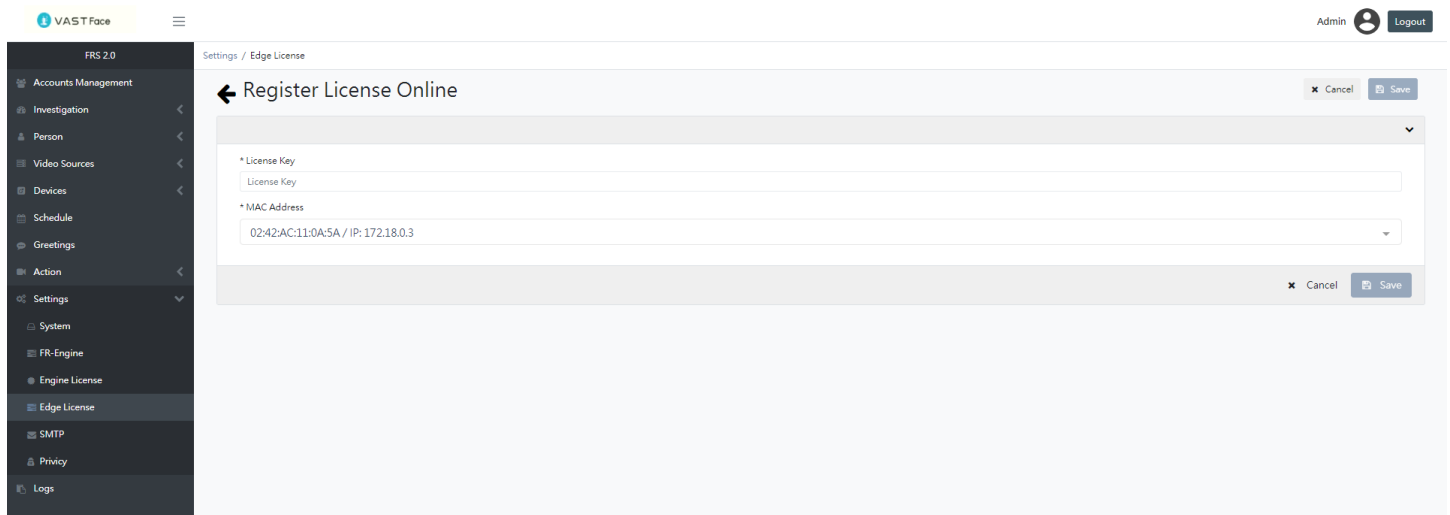 VAST Face
Admin
Logout
FRS 2.0
Settings / Edge License
Accounts Management
Investigation
Person
Video Sources
Devices
Schedule
Greetings
Action
Settings
System
FR-Engine
Engine License
Edge License
SMTP
Privicy
Logs
Register License Online
Cancel
Save
* License Key
License Key
* MAC Address
02:42:AC:11:0A:5A / IP: 172.18.0.3
Cancel
Save